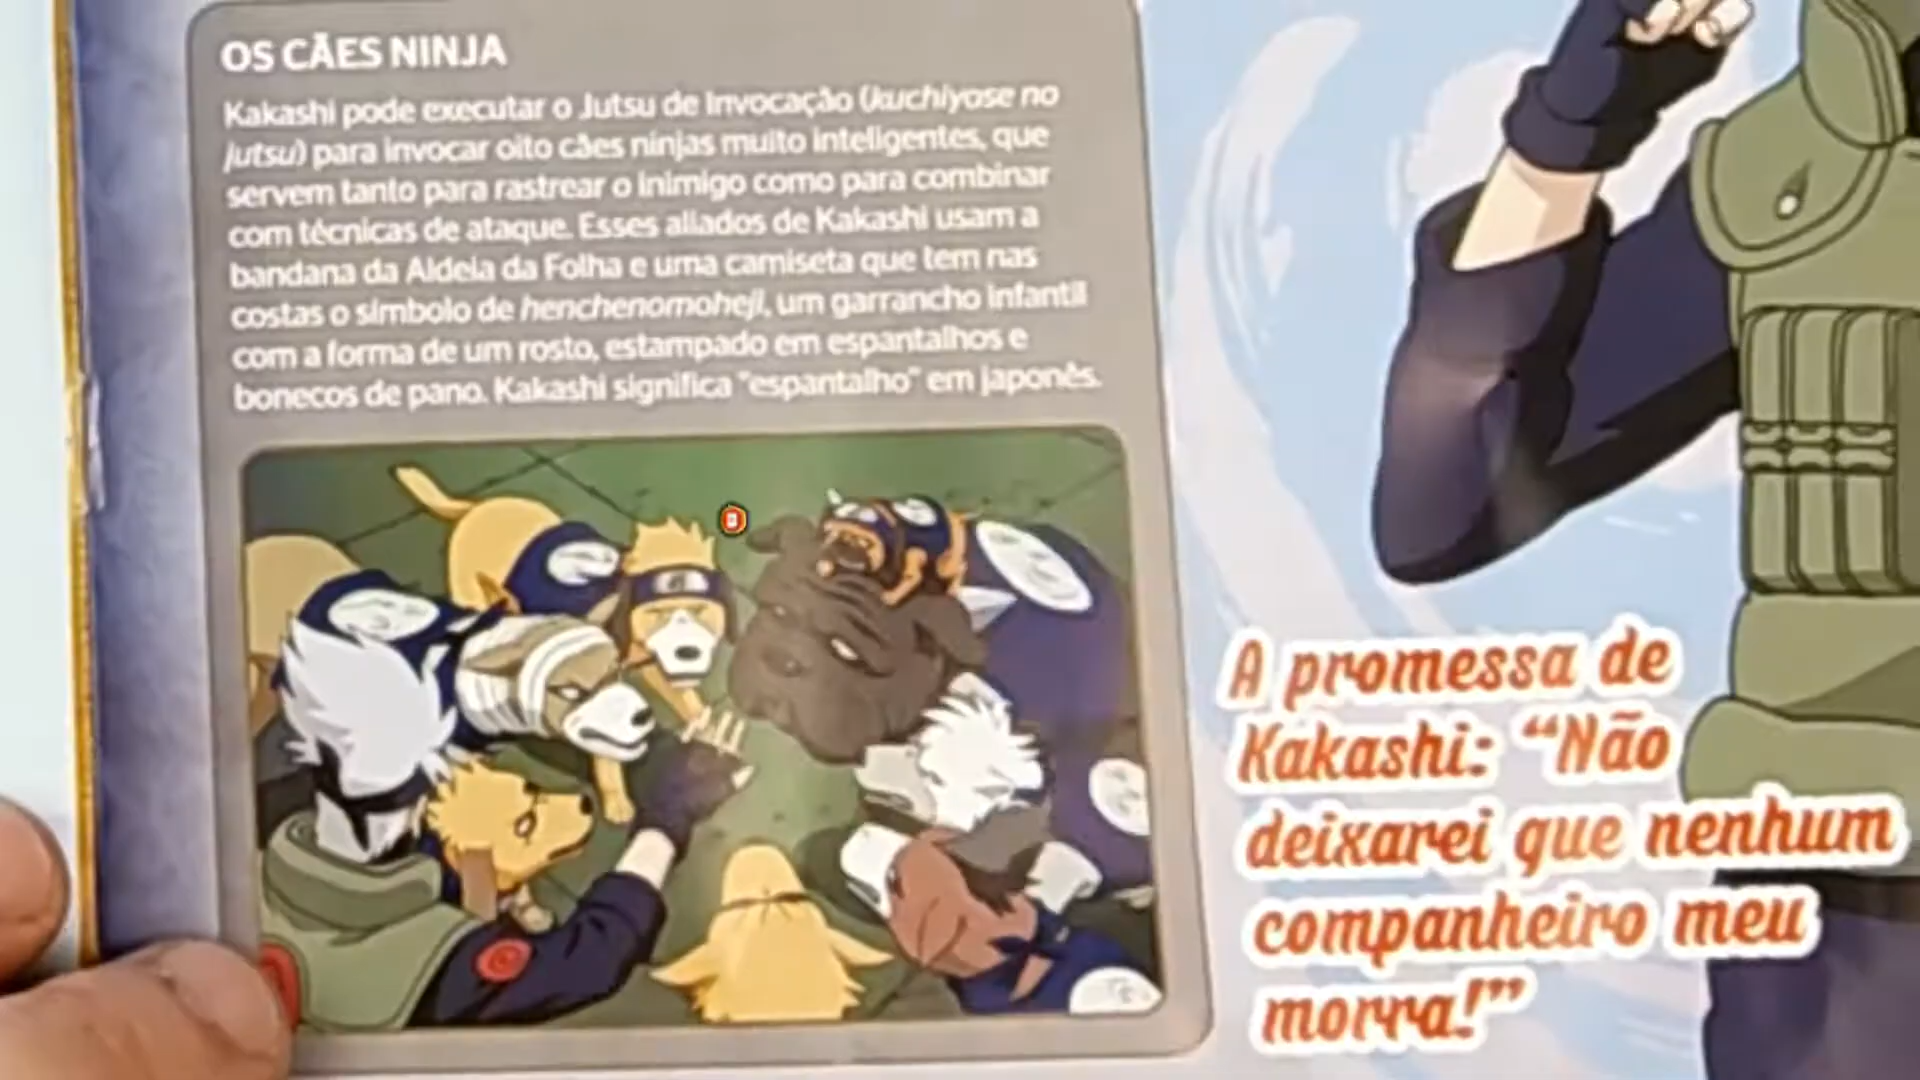 OS CÃES NINJA
Kakashi pode executar o Jutsu de Invocação (kuchiyose no
jutsu) para invocar oito cães ninjas muito inteligentes, que
servem tanto para rastrear o inimigo como para combinar
com técnicas de ataque. Esses aliados de Kakashi usam a
bandana da Aldeia da Folha e uma camiseta que tem nas
costas o símbolo de henohenomoheji, um garrancho infantil
com a forma de um rosto, estampado em espantalhos e
bonecos de pano. Kakashi significa "espantalho" em japonês.
A promessa de
Kakashi: “Não
deixarei que nenhum
companheiro meu
morra!”